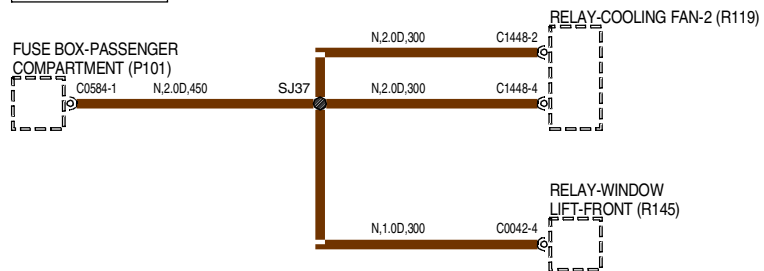 RELAY-COOLING FAN-2 (R119)
N,2.0D,300 C1448-2
FUSE BOX-PASSENGER
COMPARTMENT (P101)
C0584-1 N,2.0D,450 SJ37 N,2.0D,300 C1448-4
RELAY-WINDOW
LIFT-FRONT (R145)
N,1.0D,300 C0042-4